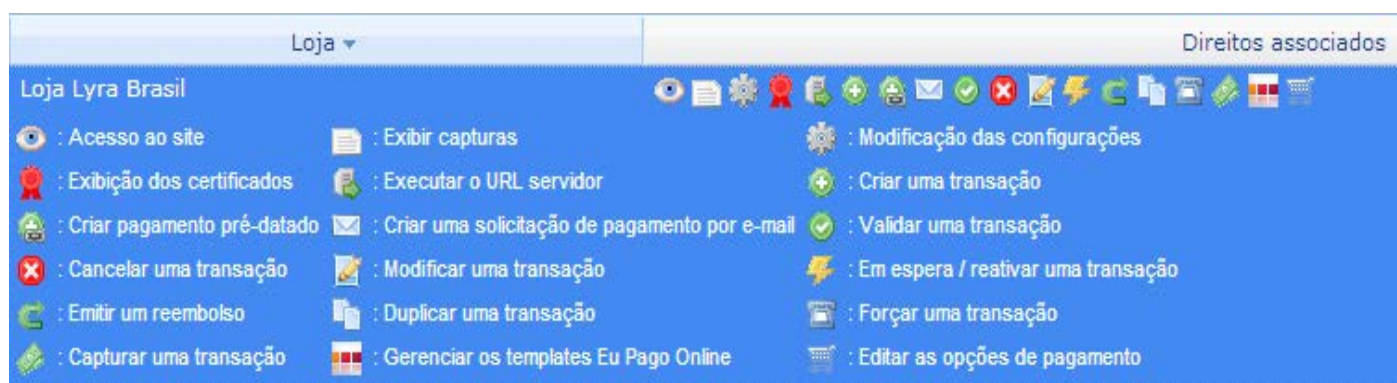 Loja Direitos associados
Loja Lyra Brasil
: Acesso ao site : Exibir capturas : Modificação das configurações
: Exibição dos certificados : Executar o URL servidor : Criar uma transação
: Criar pagamento pré-datado : Criar uma solicitação de pagamento por e-mail : Validar uma transação
: Cancelar uma transação : Modificar uma transação : Em espera / reativar uma transação
: Emitir um reembolso : Duplicar uma transação : Forçar uma transação
: Capturar uma transação : Gerenciar os templates Eu Pago Online : Editar as opções de pagamento